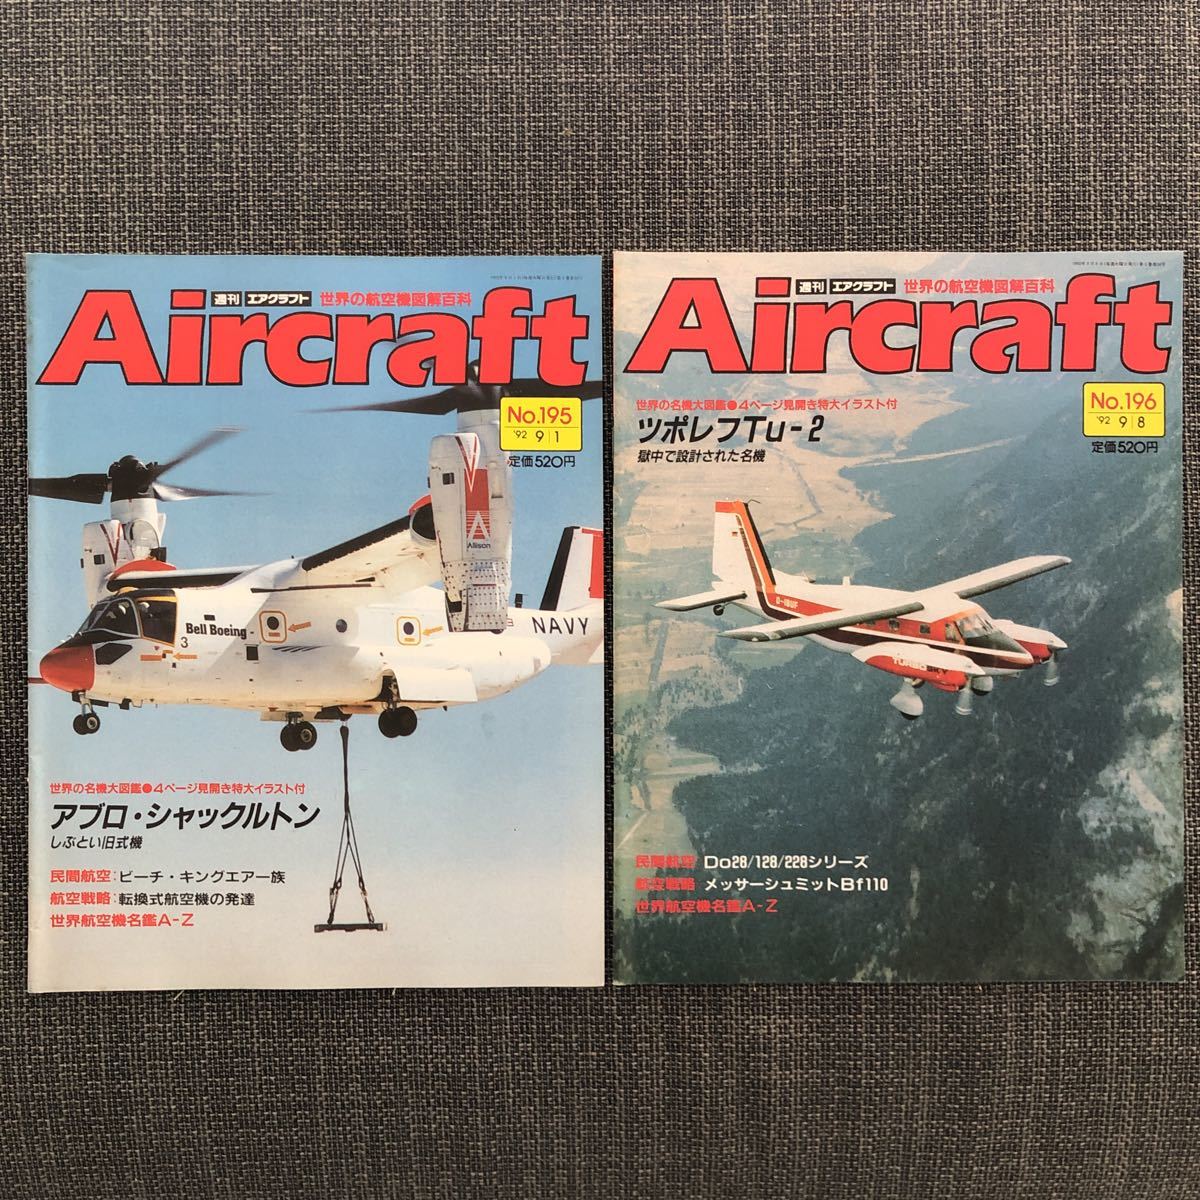 週刊 エアクラフト 世界の航空機図解百科
Aircraft
No.195
'92 9|1
定価520円
Allison
Bell Boeing
3
NAVY
世界の名機大図鑑●4ページ見開き特大イラスト付
アブロ・シャックルトン
しぶとい旧式機
民間航空:ビーチ・キングエア一族
航空戦略:転換式航空機の発達
世界航空機名鑑A-Z
週刊 エアクラフト 世界の航空機図解百科
Aircraft
No.196
'92 9|8
定価520円
世界の名機大図鑑●4ページ見開き特大イラスト付
ツポレフTu-2
獄中で設計された名機
民間航空 Do28/128/228シリーズ
航空戦略 メッサーシュミットBf110
世界航空機名鑑A-Z